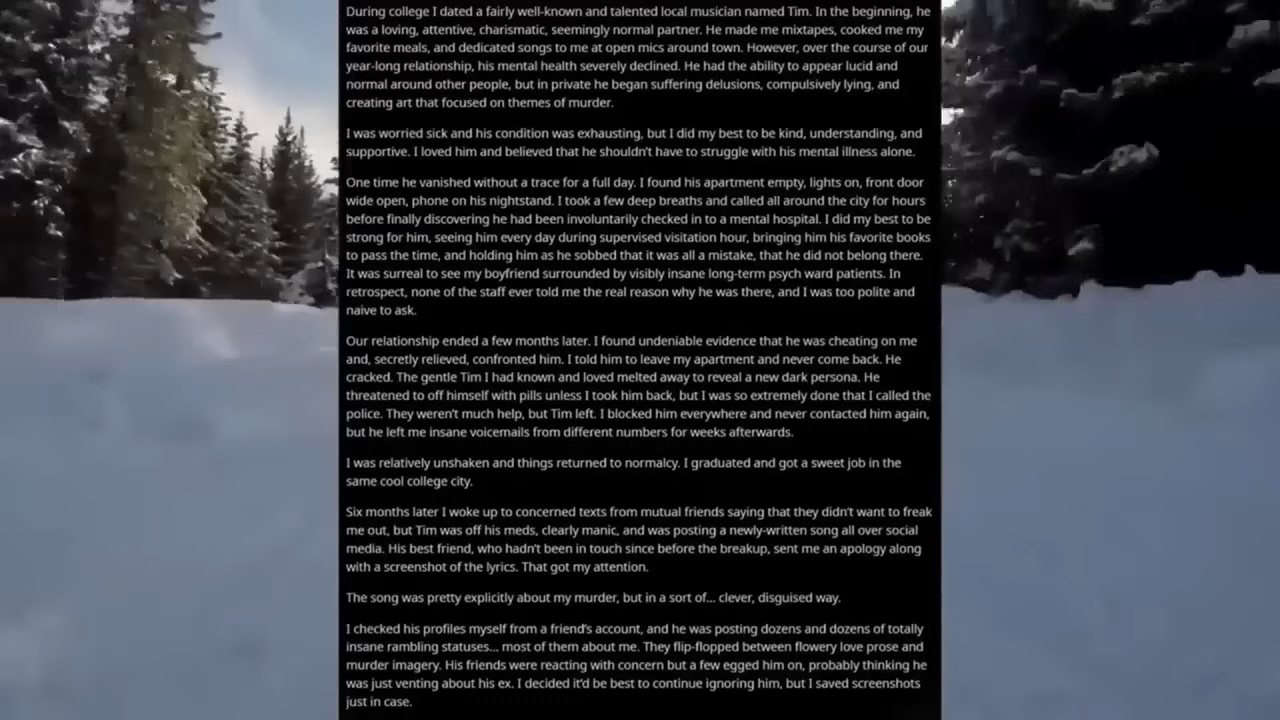 During college I dated a fairly well-known and talented local musician named Tim. In the beginning, he
was a loving, attentive, charismatic, seemingly normal partner. He made me mixtapes, cooked me my
favorite meals, and dedicated songs to me at open mics around town. However, over the course of our
year-long relationship, his mental health severely declined. He had the ability to appear lucid and
normal around other people, but in private he began suffering delusions, compulsively lying, and
creating art that focused on themes of murder.
I was worried sick and his condition was exhausting, but I did my best to be kind, understanding, and
supportive. I loved him and believed that he shouldn't have to struggle with his mental illness alone.
One time he vanished without a trace for a full day. I found his apartment empty, lights on, front door
wide open, phone on his nightstand. I took a few deep breaths and called all around the city for hours
before finally discovering he had been involuntarily checked in to a mental hospital. I did my best to be
strong for him, seeing him every day during supervised visitation hour, bringing him his favorite books
to pass the time, and holding him as he sobbed that it was all a mistake, that he did not belong there.
It was surreal to see my boyfriend surrounded by visibly insane long-term psych ward patients. In
retrospect, none of the staff ever told me the real reason why he was there, and I was too polite and
naive to ask.
Our relationship ended a few months later. I found undeniable evidence that he was cheating on me
and, secretly relieved, confronted him. I told him to leave my apartment and never come back. He
cracked. The gentle Tim I had known and loved melted away to reveal a new dark persona. He
threatened to off himself with pills unless I took him back, but I was so extremely done that I called the
police. They weren't much help, but Tim left. I blocked him everywhere and never contacted him again,
but he left me insane voicemails from different numbers for weeks afterwards.
I was relatively unshaken and things returned to normalcy. I graduated and got a sweet job in the
same cool college city.
Six months later I woke up to concerned texts from mutual friends saying that they didn't want to freak
me out, but Tim was off his meds, clearly manic, and was posting a newly-written song all over social
media. His best friend, who hadn't been in touch since before the breakup, sent me an apology along
with a screenshot of the lyrics. That got my attention.
The song was pretty explicitly about my murder, but in a sort of... clever, disguised way.
I checked his profiles myself from a friend's account, and he was posting dozens and dozens of totally
insane rambling statuses... most of them about me. They flip-flopped between flowery love prose and
murder imagery. His friends were reacting with concern but a few egged him on, probably thinking he
was just venting about his ex. I decided it'd be best to continue ignoring him, but I saved screenshots
just in case.